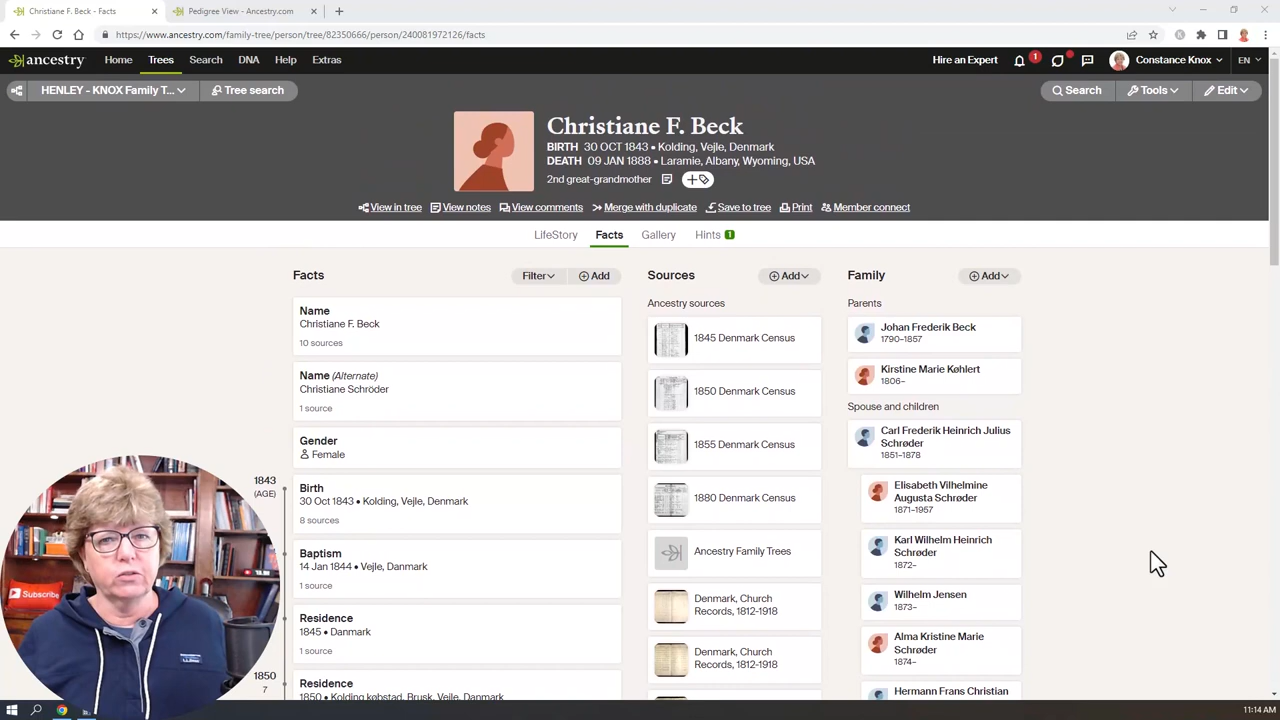 Christiane F. Beck - Facts
Pedigree View - Ancestry.com
https://www.ancestry.com/family-tree/person/tree/82350666/person/240081972126/facts
ancestry
Home
Trees
Search
DNA
Help
Extras
Hire an Expert
1
Constance Knox
EN
HENLEY - KNOX Family T...
Tree search
Search
Tools
Edit
Christiane F. Beck
BIRTH 30 OCT 1843 • Kolding, Vejle, Denmark
DEATH 09 JAN 1888 • Laramie, Albany, Wyoming, USA
2nd great-grandmother
View in tree
View notes
View comments
Merge with duplicate
Save to tree
Print
Member connect
LifeStory
Facts
Gallery
Hints 1
Facts
Filter
Add
Name
Christiane F. Beck
10 sources
Name (Alternate)
Christiane Schröder
1 source
Gender
Female
1843
(AGE)
Birth
30 Oct 1843 • Kolding, Vejle, Denmark
8 sources
Baptism
14 Jan 1844 • Vejle, Danmark
1 source
Residence
1845 • Danmark
1 source
1850
7
Residence
1850 • Kolding købstad, Brusk, Vejle, Danmark
Sources
Add
Ancestry sources
1845 Denmark Census
1850 Denmark Census
1855 Denmark Census
1880 Denmark Census
Ancestry Family Trees
Denmark, Church
Records, 1812-1918
Denmark, Church
Records, 1812-1918
Family
Add
Parents
Johan Frederik Beck
1790–1857
Kirstine Marie Køhlert
1806–
Spouse and children
Carl Frederik Heinrich Julius
Schrøder
1851–1878
Elisabeth Vilhelmine
Augusta Schrøder
1871–1957
Karl Wilhelm Heinrich
Schrøder
1872–
Wilhelm Jensen
1873–
Alma Kristine Marie
Schrøder
1874–
Hermann Frans Christian
Subscribe
11:14 AM